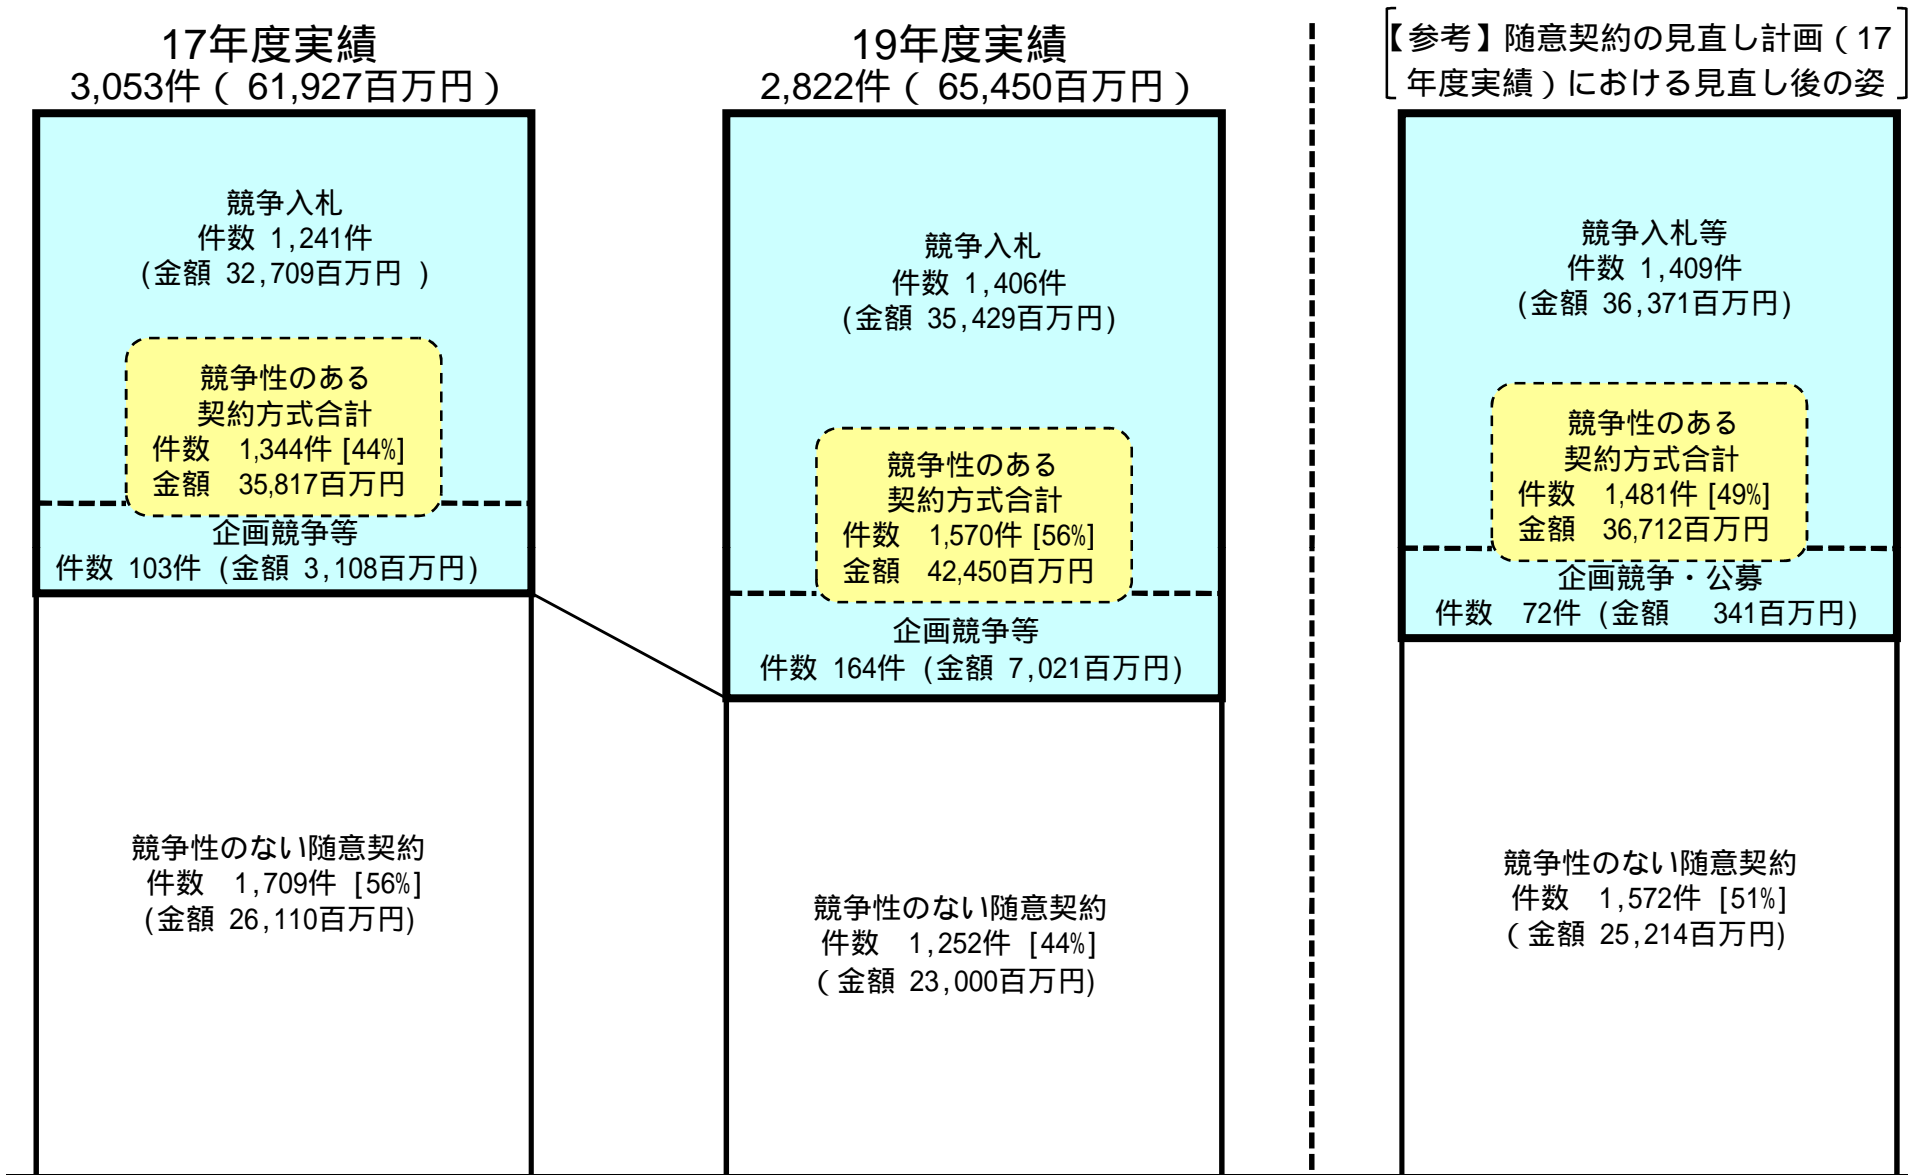 17年度実績
3,053件（ 61,927百万円）
競争入札
件数 1,241件
(金額 32,709百万円 )
競争性のある
契約方式合計
件数　1,344件 [44%]
金額　35,817百万円
企画競争等
件数 103件 (金額 3,108百万円)
競争性のない随意契約
件数　1,709件 [56%]
(金額 26,110百万円)
19年度実績
2,822件（ 65,450百万円）
競争入札
件数 1,406件
(金額 35,429百万円)
競争性のある
契約方式合計
件数　1,570件 [56%]
金額　42,450百万円
企画競争等
件数 164件 (金額 7,021百万円)
競争性のない随意契約
件数　1,252件 [44%]
（金額 23,000百万円)
【参考】随意契約の見直し計画（17
年度実績）における見直し後の姿
競争入札等
件数 1,409件
(金額 36,371百万円)
競争性のある
契約方式合計
件数　1,481件 [49%]
金額　36,712百万円
企画競争・公募
件数　72件 (金額　341百万円)
競争性のない随意契約
件数　1,572件 [51%]
（金額 25,214百万円)